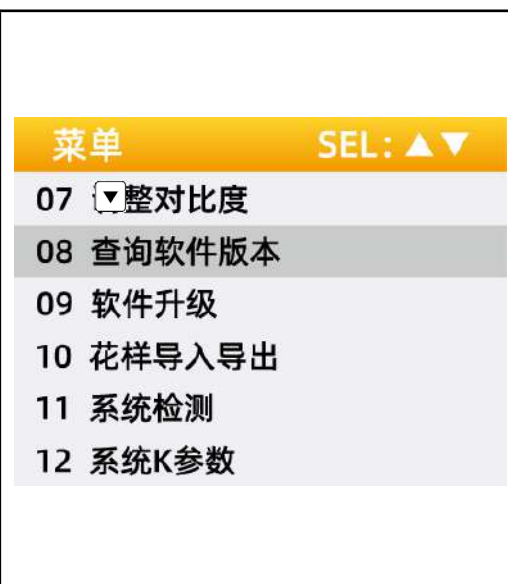 菜单 SEL: ▲▼
07 整对比度
08 查询软件版本
09 软件升级
10 花样导入导出
11 系统检测
12 系统K参数